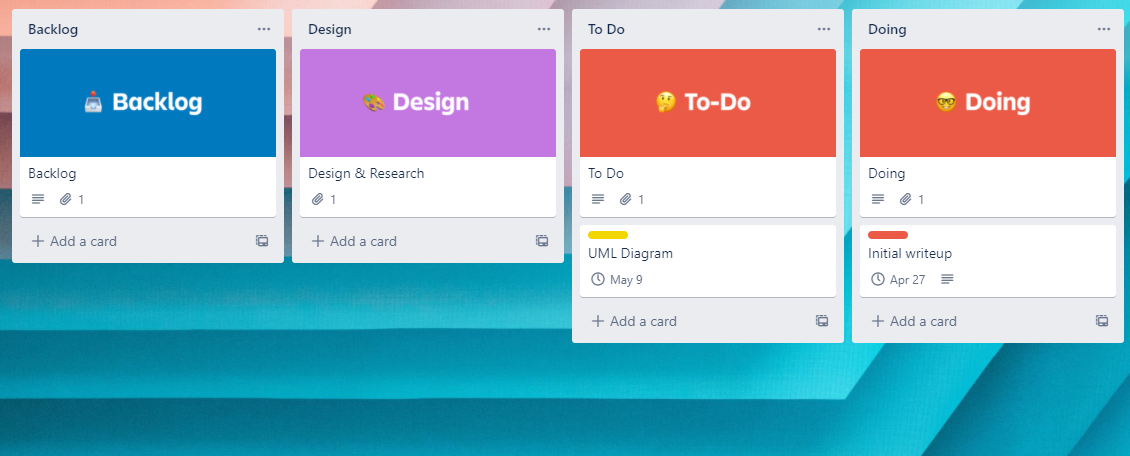 Backlog
Backlog
Backlog
1
Add a card
Design
Design
Design & Research
1
Add a card
To Do
To-Do
To Do
1
UML Diagram
May 9
Add a card
Doing
Doing
Doing
1
Initial writeup
Apr 27
Add a card